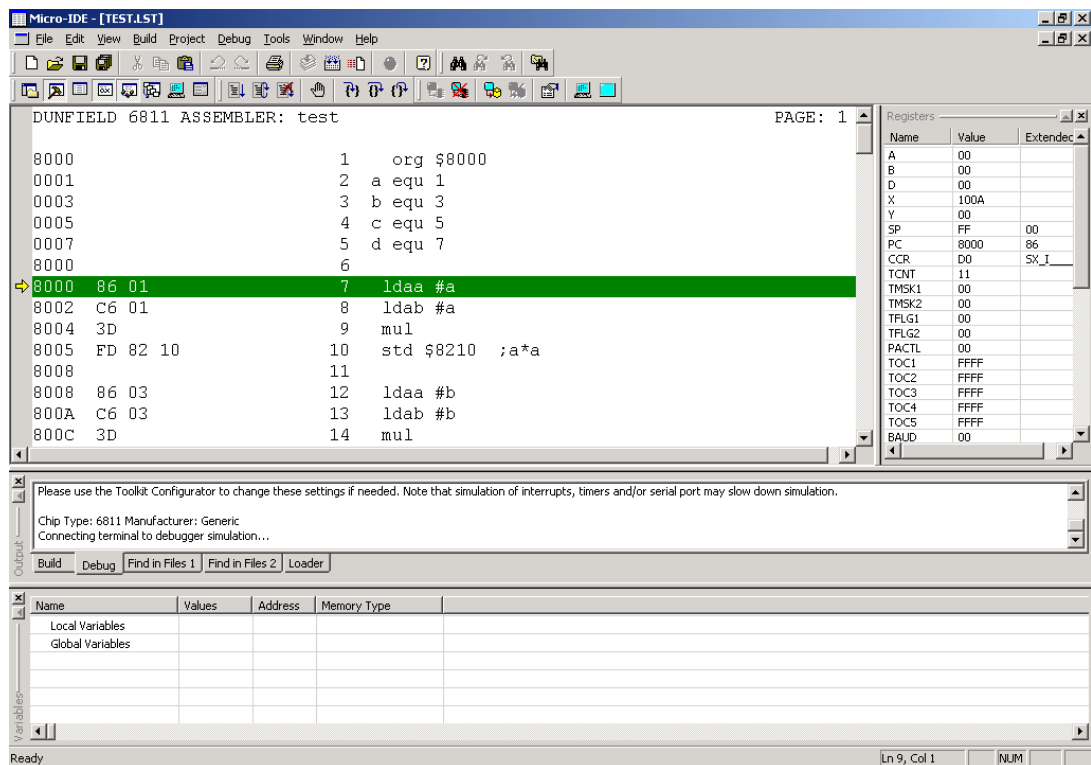 Micro-IDE - [TEST.LST]
File Edit View Build Project Debug Tools Window Help
DUNFIELD 6811 ASSEMBLER: test PAGE: 1
8000 1 org $8000
0001 2 a equ 1
0003 3 b equ 3
0005 4 c equ 5
0007 5 d equ 7
8000 6
8000 86 01 7 ldaa #a
8002 C6 01 8 ldab #a
8004 3D 9 mul
8005 FD 82 10 10 std $8210 ;a*a
8008 11
8008 86 03 12 ldaa #b
800A C6 03 13 ldab #b
800C 3D 14 mul
Registers
Name Value Extended
A 00
B 00
D 00
X 100A
Y 00
SP FF 00
PC 8000 86
CCR D0 SX_I____
TCNT 11
TMSK1 00
TMSK2 00
TFLG1 00
TFLG2 00
PACTL 00
TOC1 FFFF
TOC2 FFFF
TOC3 FFFF
TOC4 FFFF
TOC5 FFFF
BAUD 00
Output
Please use the Toolkit Configurator to change these settings if needed. Note that simulation of interrupts, timers and/or serial port may slow down simulation.
Chip Type: 6811 Manufacturer: Generic
Connecting terminal to debugger simulation...
Build Debug Find in Files 1 Find in Files 2 Loader
Variables
Name Values Address Memory Type
Local Variables
Global Variables
Ready Ln 9, Col 1 NUM